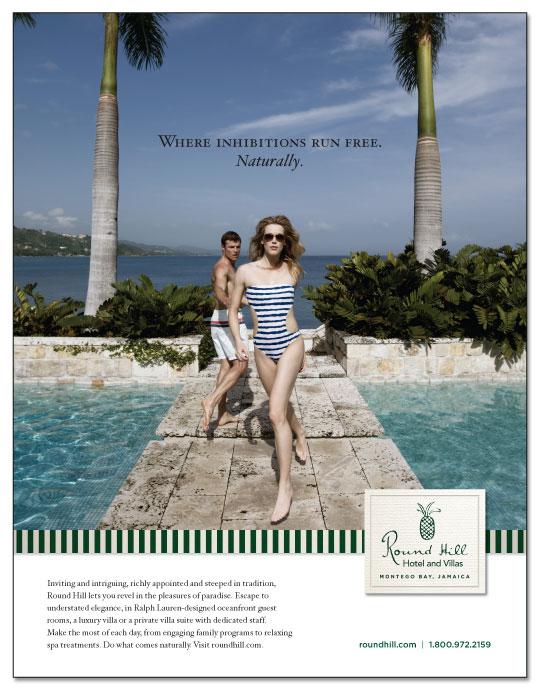 WHERE INHIBITIONS RUN FREE.
Naturally.
Round Hill
Hotel and Villas
MONTEGO BAY, JAMAICA
Inviting and intriguing, richly appointed and steeped in tradition,
Round Hill lets you revel in the pleasures of paradise. Escape to
understated elegance, in Ralph Lauren-designed oceanfront guest
rooms, a luxury villa or a private villa suite with dedicated staff.
Make the most of each day, from engaging family programs to relaxing
spa treatments. Do what comes naturally. Visit roundhill.com.
roundhill.com | 1.800.972.2159